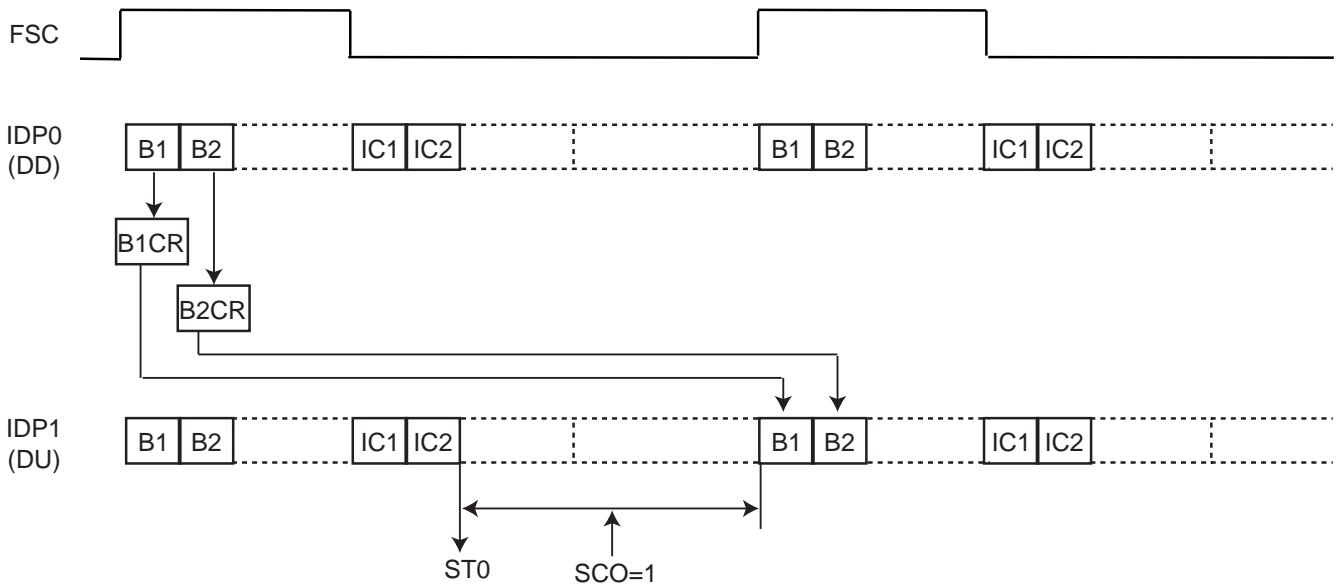 FSC
IDP0
(DD)
B1 B2 IC1 IC2 B1 B2 IC1 IC2
B1CR
B2CR
IDP1
(DU)
B1 B2 IC1 IC2 B1 B2 IC1 IC2
ST0 SCO=1